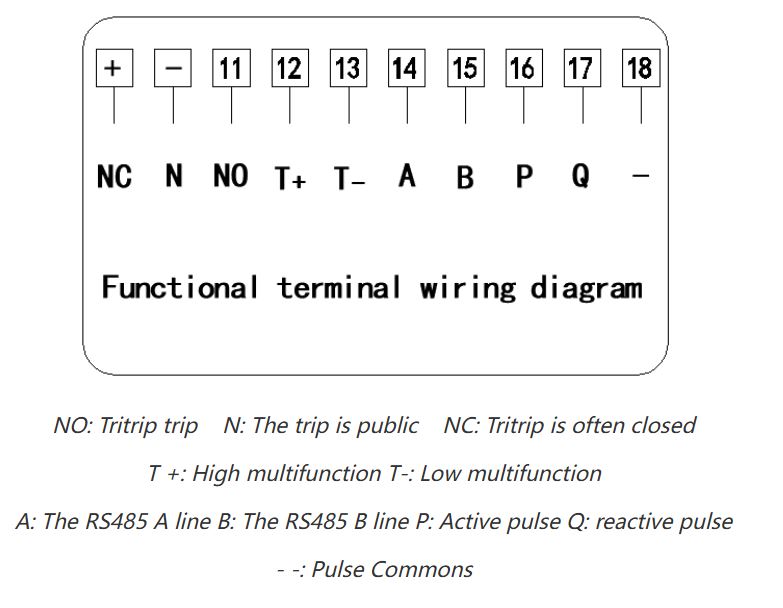 + - 11 12 13 14 15 16 17 18
NC N NO T+ T- A B P Q -
Functional terminal wiring diagram
NO: Tritrip trip N: The trip is public NC: Tritrip is often closed
T +: High multifunction T-: Low multifunction
A: The RS485 A line B: The RS485 B line P: Active pulse Q: reactive pulse
- -: Pulse Commons